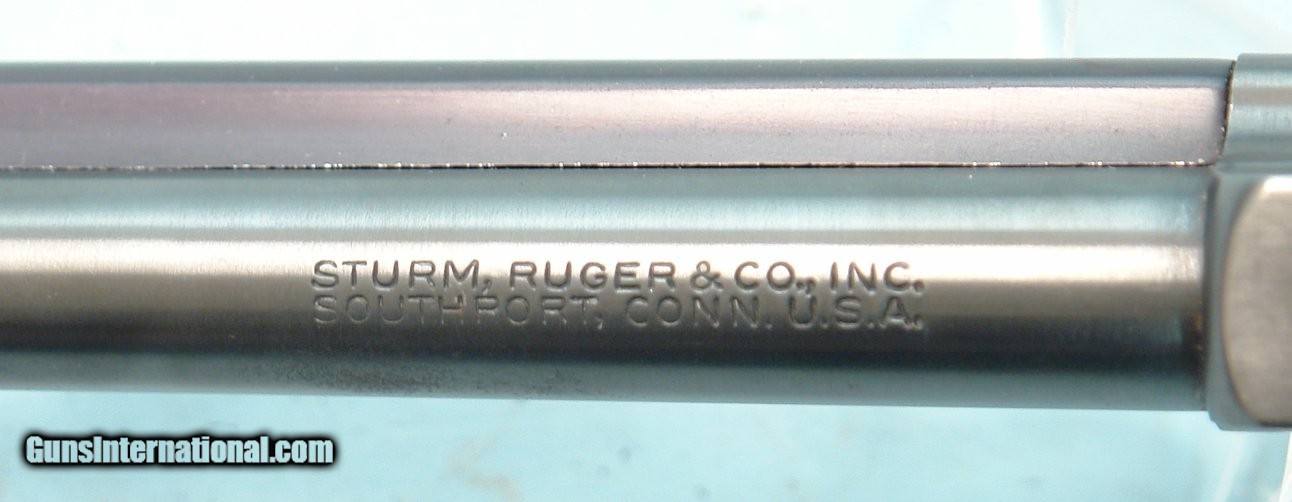 STURM, RUGER & CO., INC.
SOUTHPORT, CONN. U.S.A.
GunsInternational.com